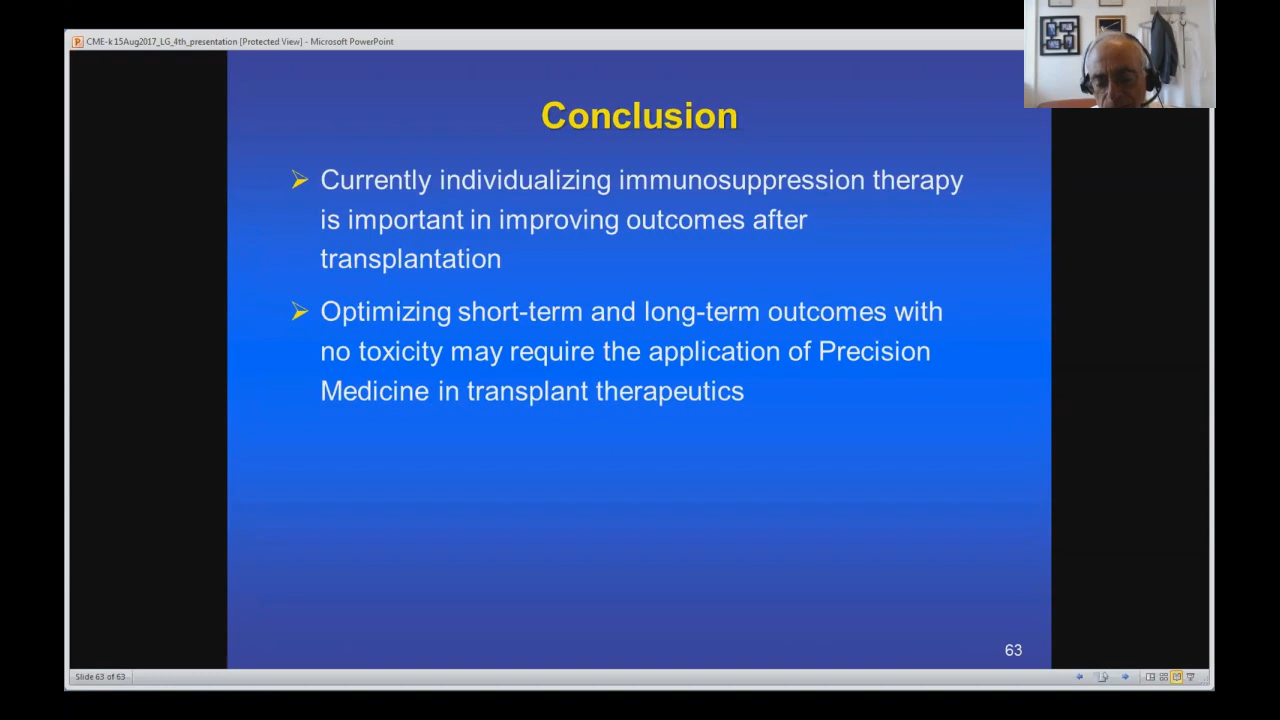 CME-k 15Aug2017_LG_4th_presentation [Protected View] - Microsoft PowerPoint
Conclusion
Currently individualizing immunosuppression therapy
is important in improving outcomes after
transplantation
Optimizing short-term and long-term outcomes with
no toxicity may require the application of Precision
Medicine in transplant therapeutics
63
Slide 63 of 63